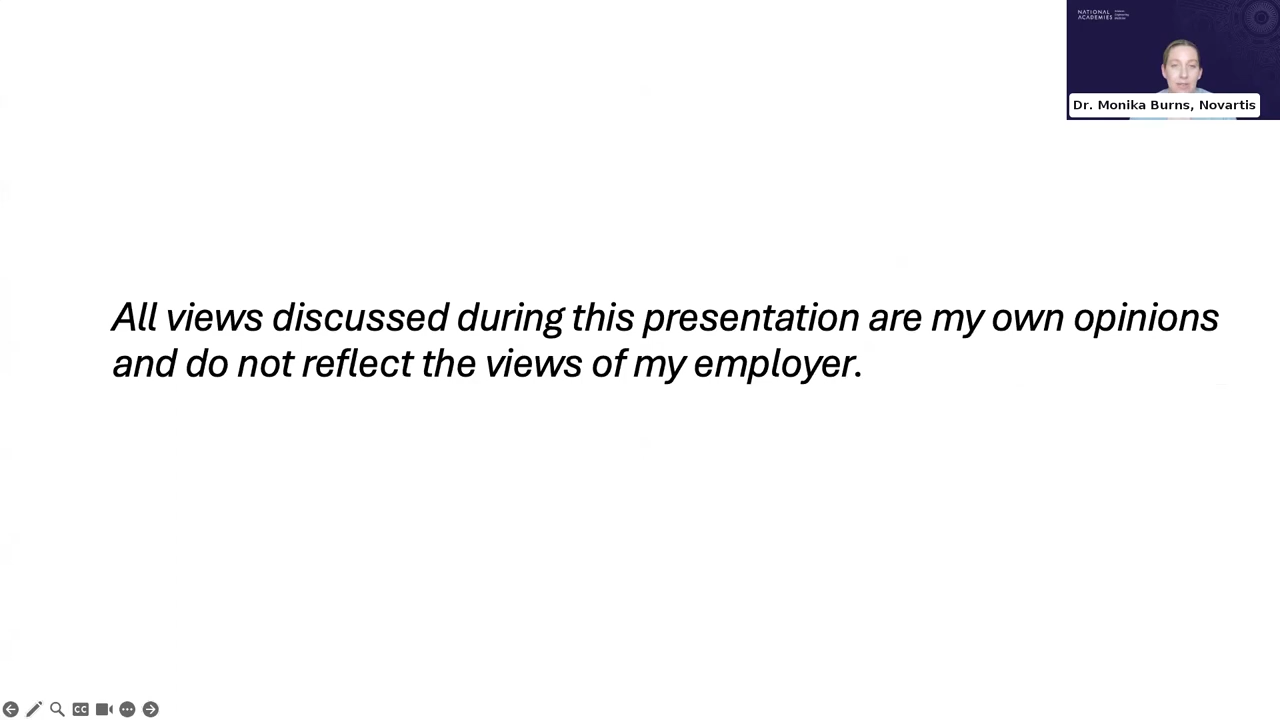 NATIONAL
ACADEMIES
Dr. Monika Burns, Novartis
All views discussed during this presentation are my own opinions
and do not reflect the views of my employer.
CC